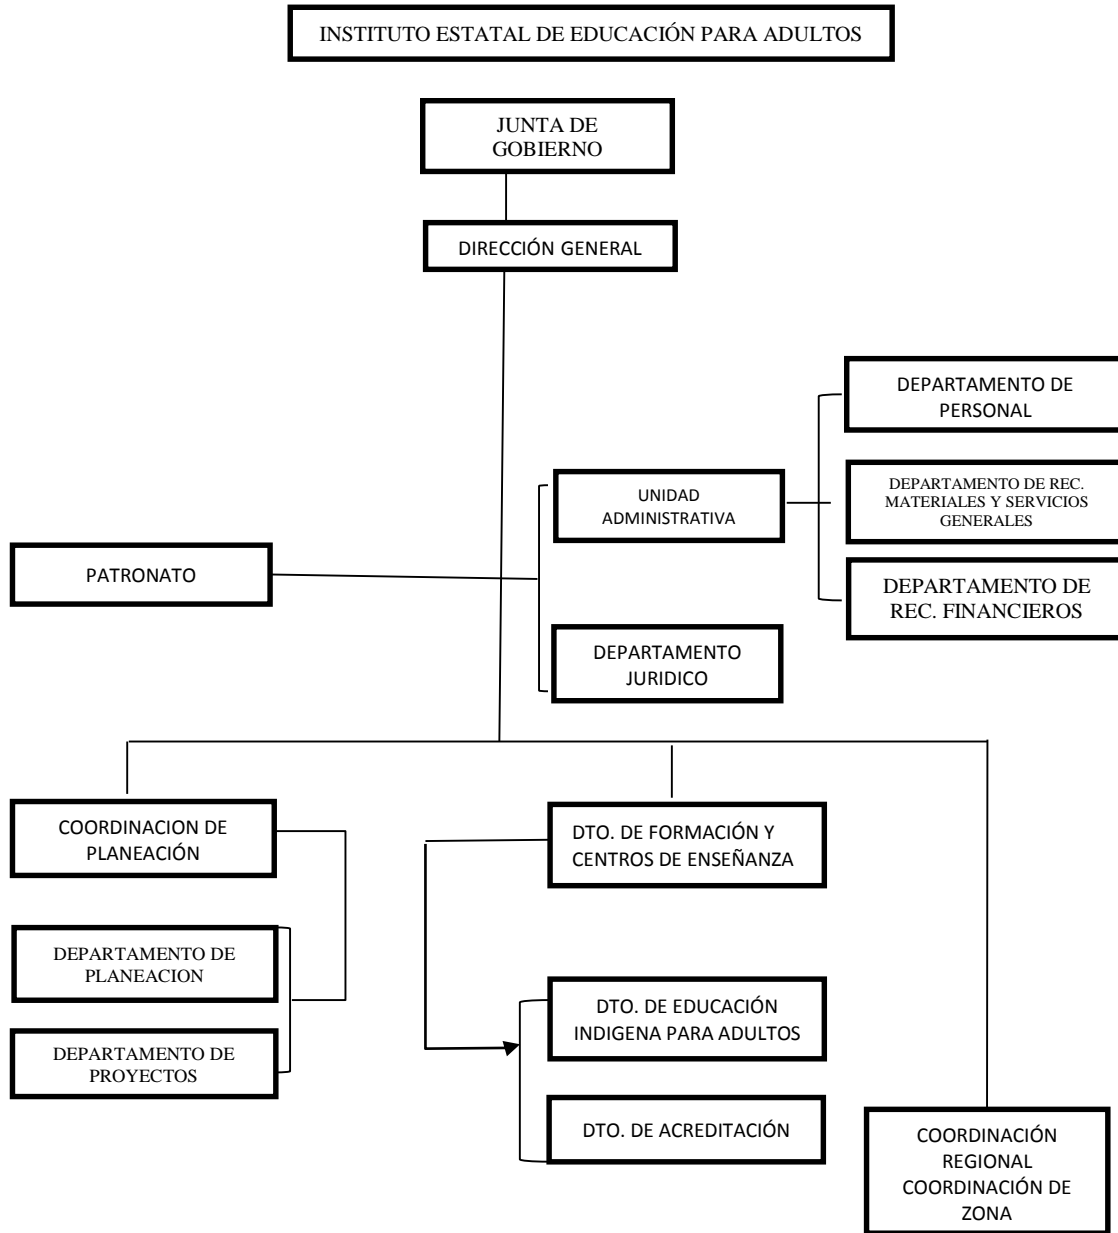 INSTITUTO ESTATAL DE EDUCACIÓN PARA ADULTOS
JUNTA DE
GOBIERNO
DIRECCIÓN GENERAL
DEPARTAMENTO DE
PERSONAL
UNIDAD
ADMINISTRATIVA
DEPARTAMENTO DE REC.
MATERIALES Y SERVICIOS
GENERALES
PATRONATO
DEPARTAMENTO DE
REC. FINANCIEROS
DEPARTAMENTO
JURIDICO
COORDINACION DE
PLANEACIÓN
DTO. DE FORMACIÓN Y
CENTROS DE ENSEÑANZA
DEPARTAMENTO DE
PLANEACION
DTO. DE EDUCACIÓN
INDIGENA PARA ADULTOS
DEPARTAMENTO DE
PROYECTOS
DTO. DE ACREDITACIÓN
COORDINACIÓN
REGIONAL
COORDINACIÓN DE
ZONA